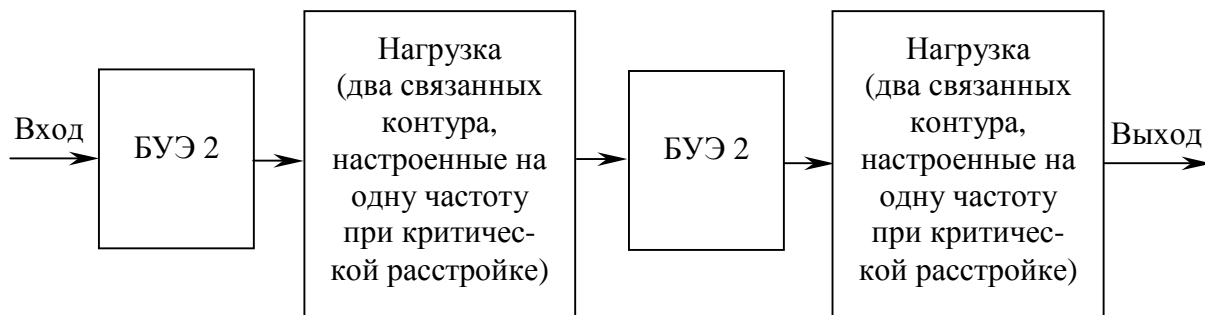 Вход
БУЭ 2
Нагрузка
(два связанных
контура,
настроенные на
одну частоту
при критичес-
кой расстройке)
БУЭ 2
Нагрузка
(два связанных
контура,
настроенные на
одну частоту
при критичес-
кой расстройке)
Выход